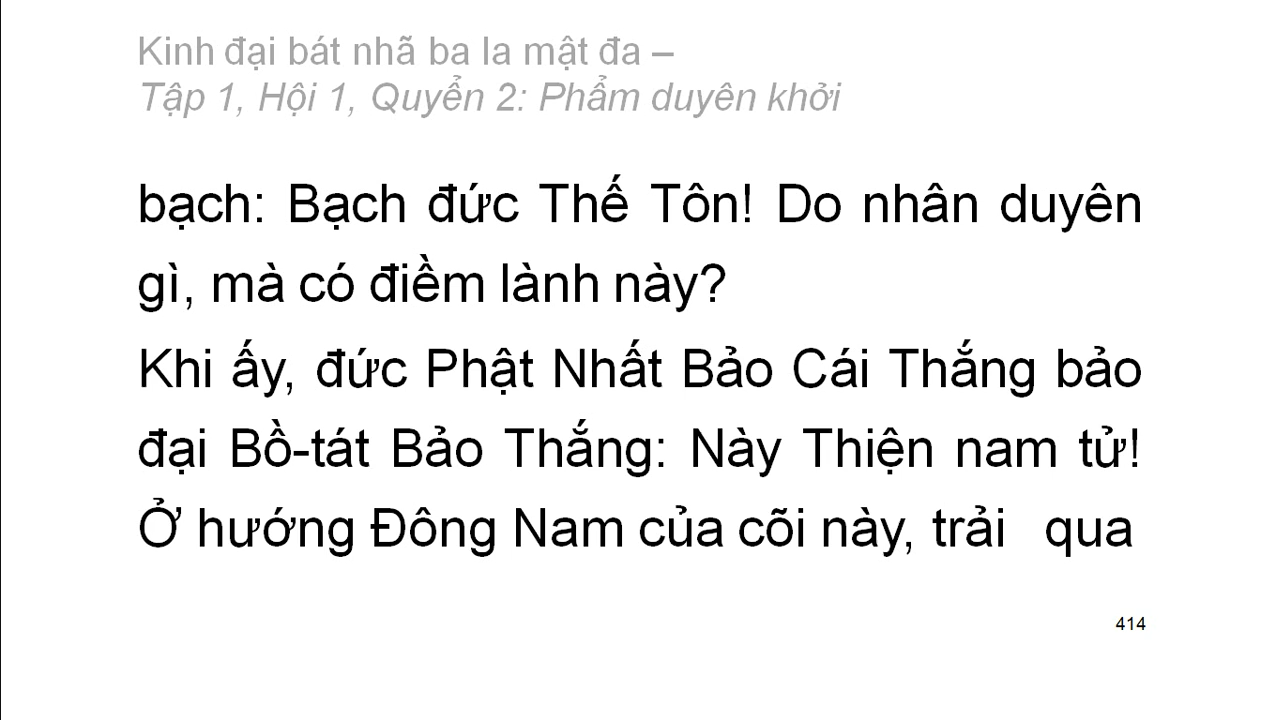 Kinh đại bát nhã ba la mật đa –
Tập 1, Hội 1, Quyển 2: Phẩm duyên khởi
bạch: Bạch đức Thế Tôn! Do nhân duyên
gì, mà có điềm lành này?
Khi ấy, đức Phật Nhất Bảo Cái Thắng bảo
đại Bồ-tát Bảo Thắng: Này Thiện nam tử!
Ở hướng Đông Nam của cõi này, trải qua
414